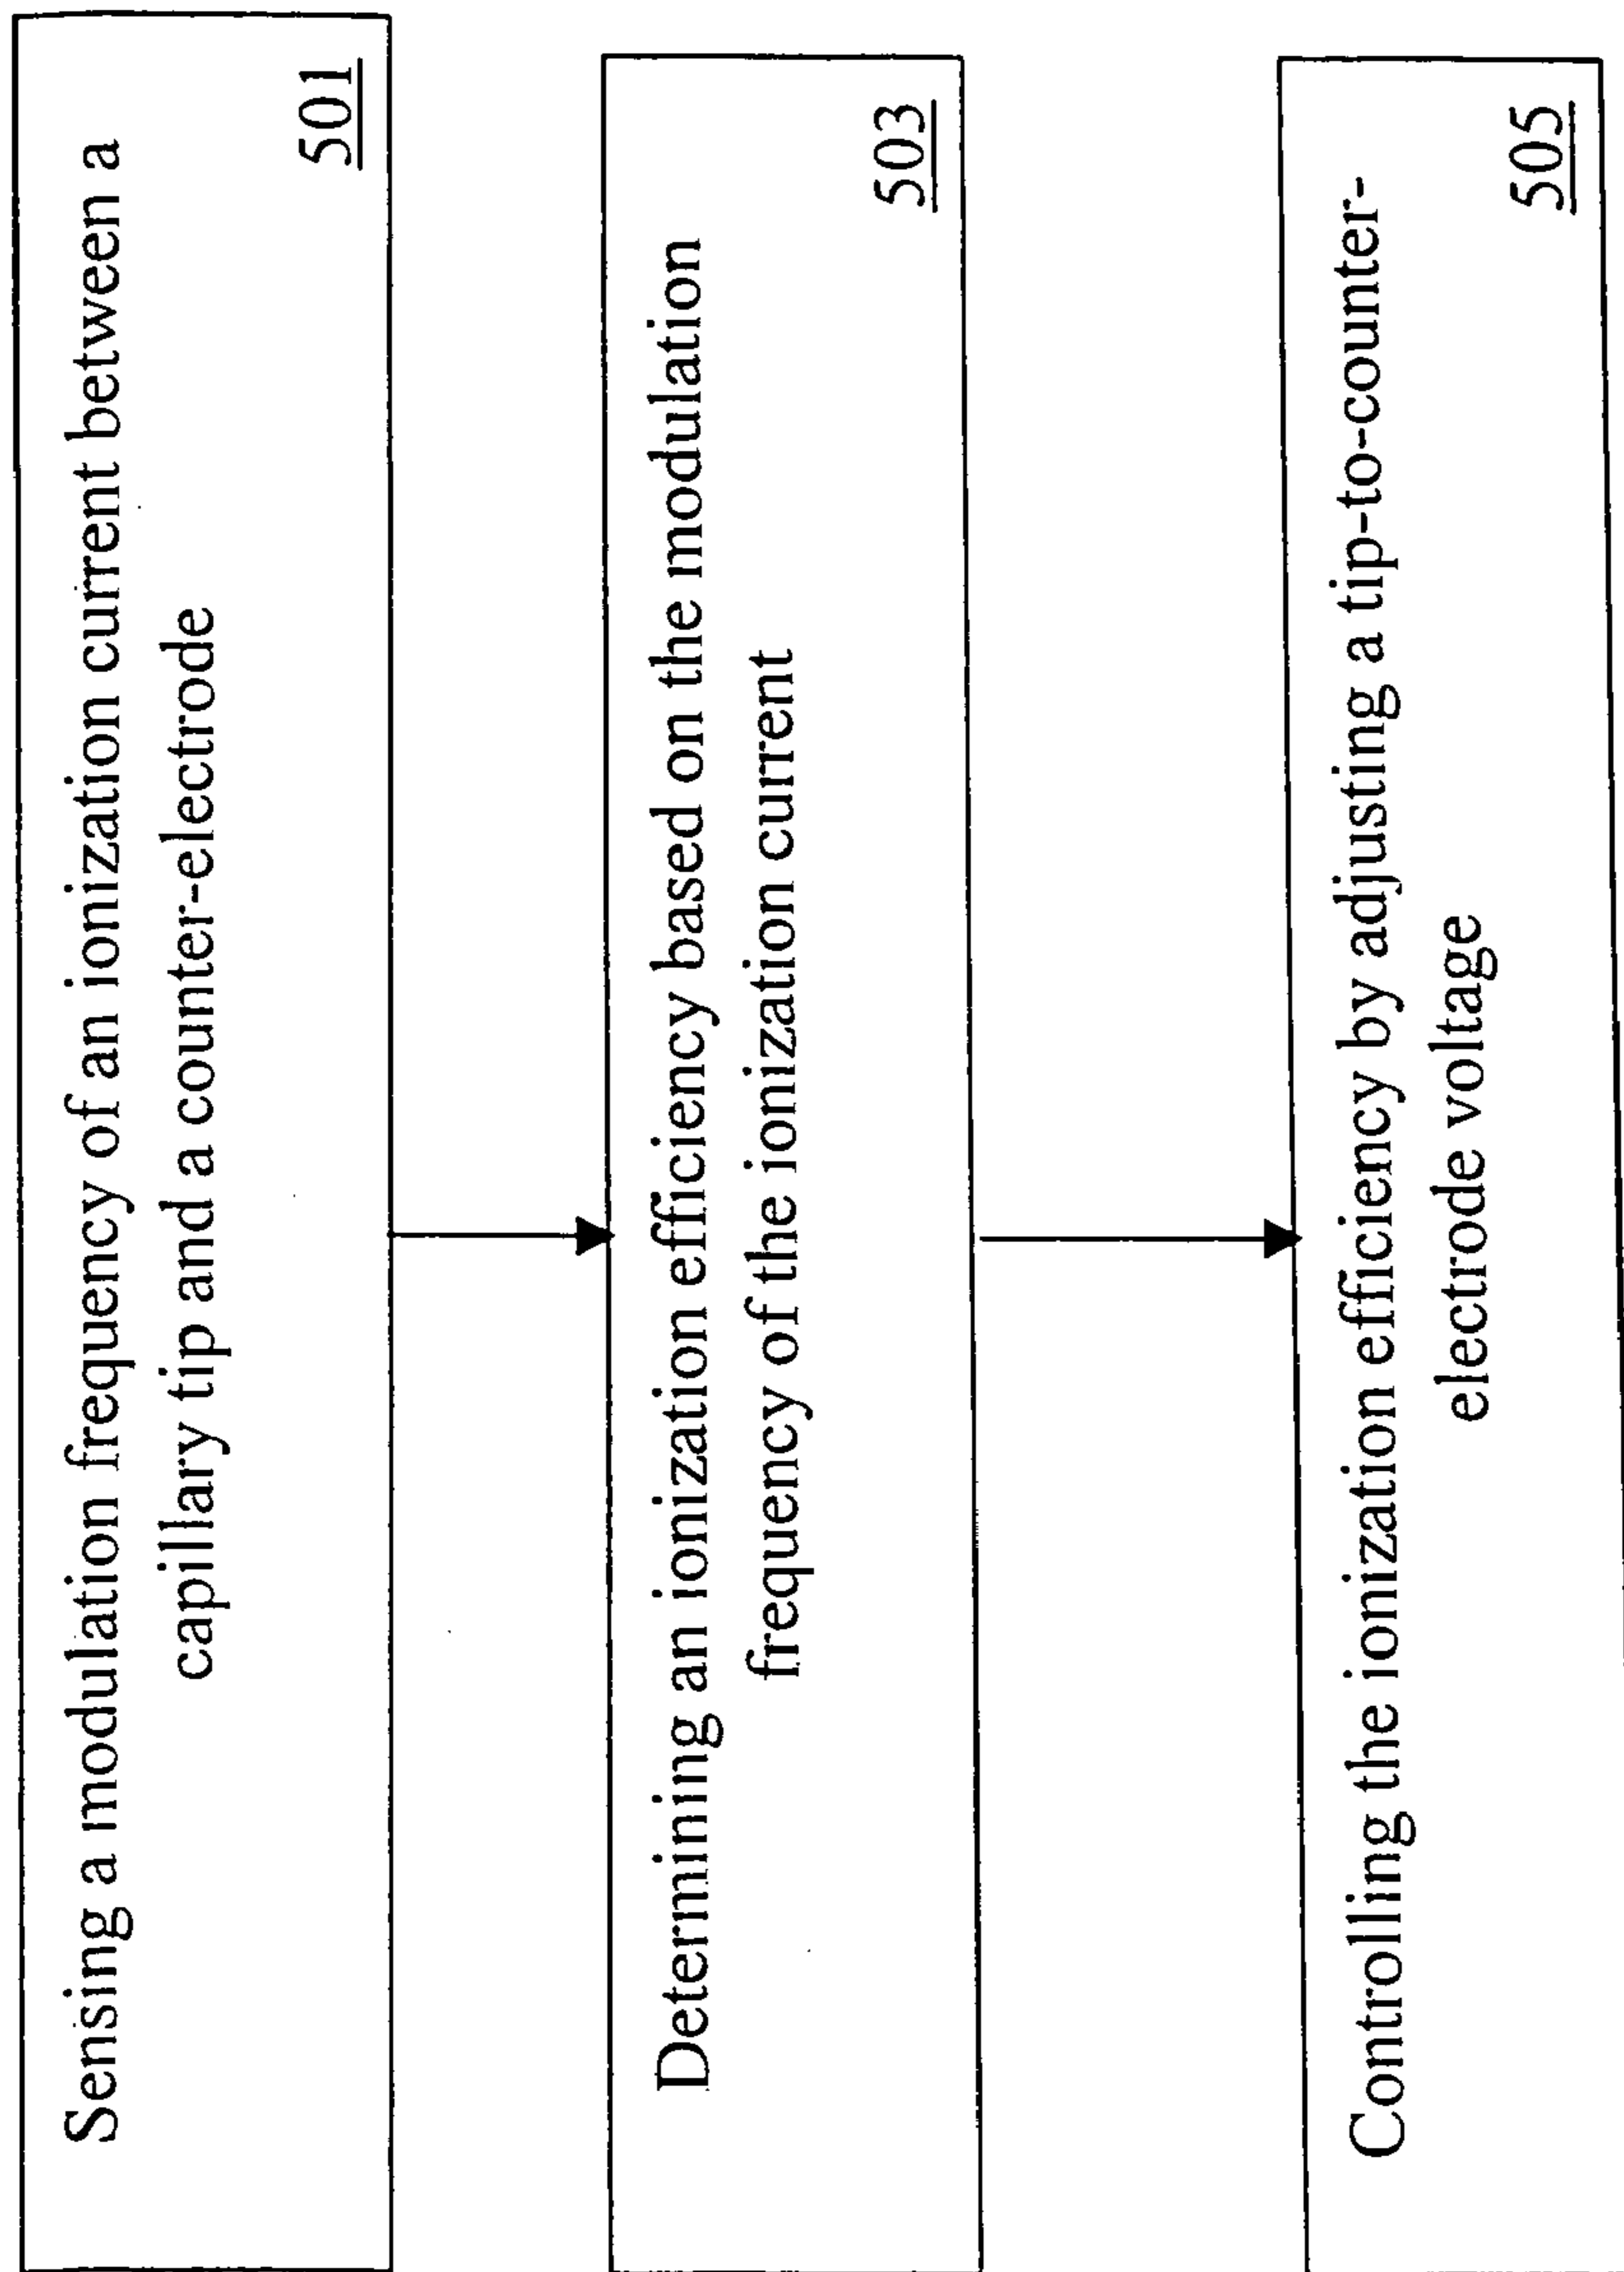 Sensing a modulation frequency of an ionization current between a
capillary tip and a counter-electrode
501
Determining an ionization efficiency based on the modulation
frequency of the ionization current
503
Controlling the ionization efficiency by adjusting a tip-to-counter-
electrode voltage
505